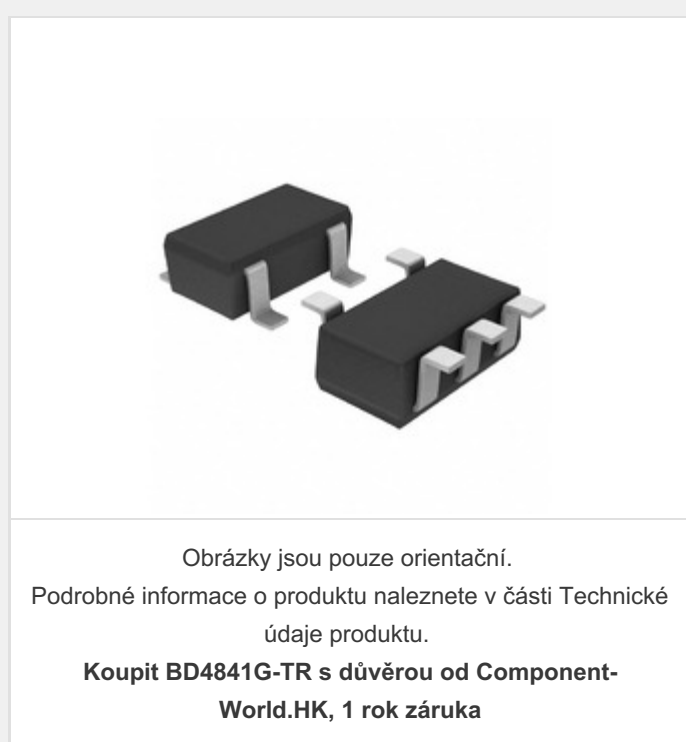 Obrázky jsou pouze orientační.
Podrobné informace o produktu naleznete v části Technické
údaje produktu.
Koupit BD4841G-TR s důvěrou od Component-
World.HK, 1 rok záruka